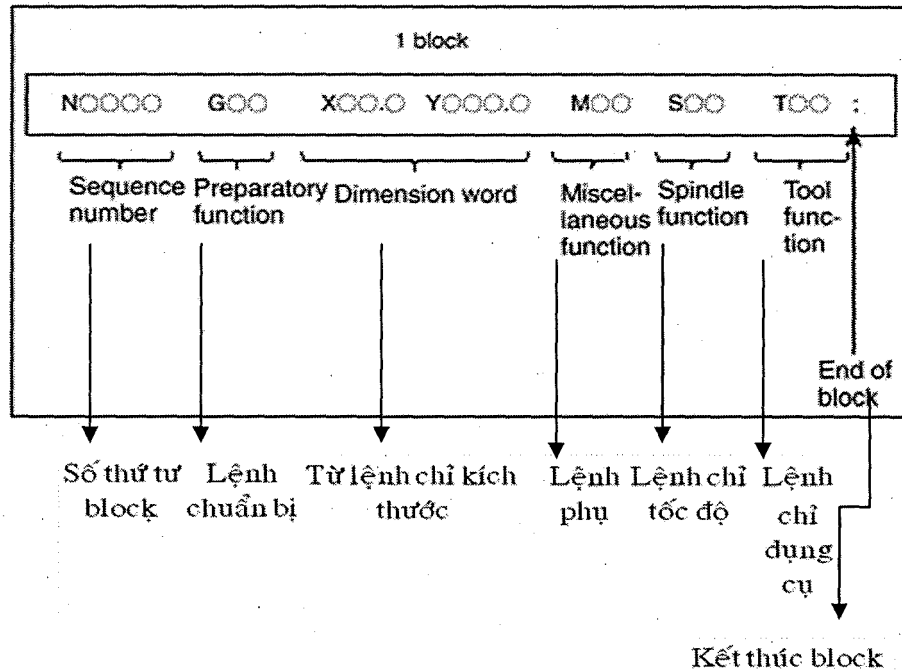 1 block
N○○○○ G○○ X○○.○ Y○○○.○ M○○ S○○ T○○ ;
Sequence number
Preparatory function
Dimension word
Miscel-
laneous
function
Spindle
function
Tool
func-
tion
End of
block
Số thứ tư
block
Lệnh
chuẩn bị
Từ lệnh chỉ kích
thước
Lệnh
phụ
Lệnh chỉ
tốc độ
Lệnh
chỉ
dụng
cụ
Kết thúc block